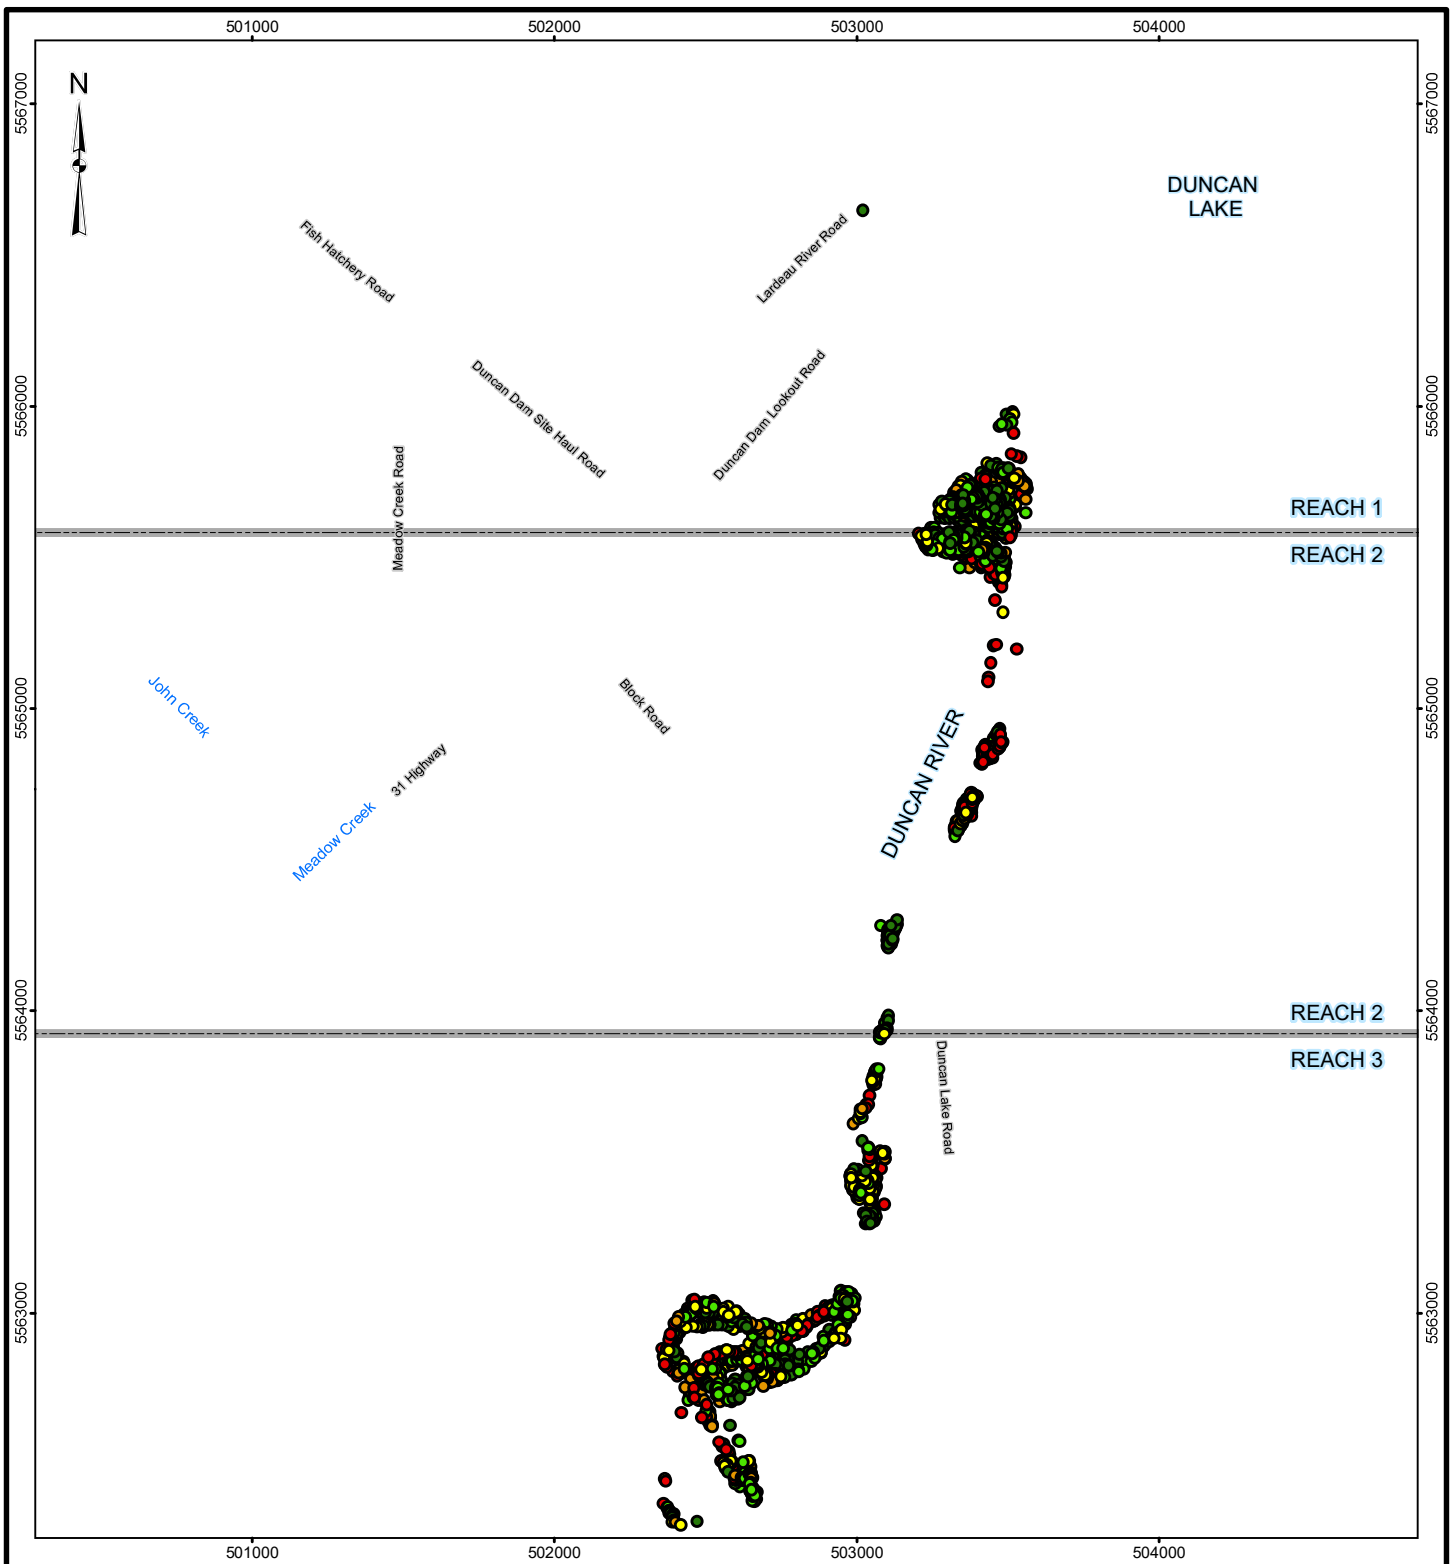 501000
502000
503000
504000
N
5567000
5567000
DUNCAN
LAKE
Fish Hatchery Road
Lardeau River Road
Duncan Dam Site Haul Road
Duncan Dam Lookout Road
5566000
5566000
Meadow Creek Road
REACH 1
REACH 2
John Creek
Block Road
5565000
5565000
31 Highway
DUNCAN RIVER
Meadow Creek
5564000
5564000
REACH 2
REACH 3
Duncan Lake Road
5563000
5563000
501000
502000
503000
504000